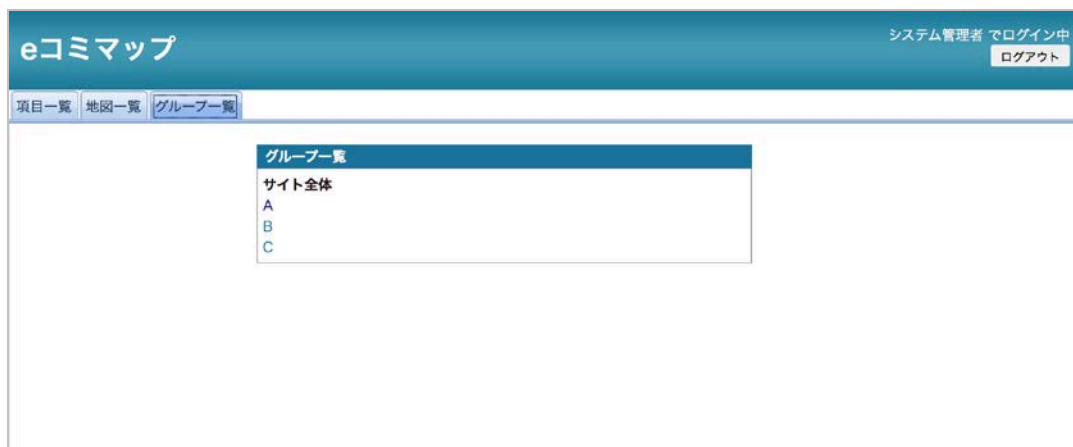 eコミマップ
システム管理者 でログイン中
ログアウト
項目一覧 地図一覧 グループ一覧
グループ一覧
サイト全体
A
B
C